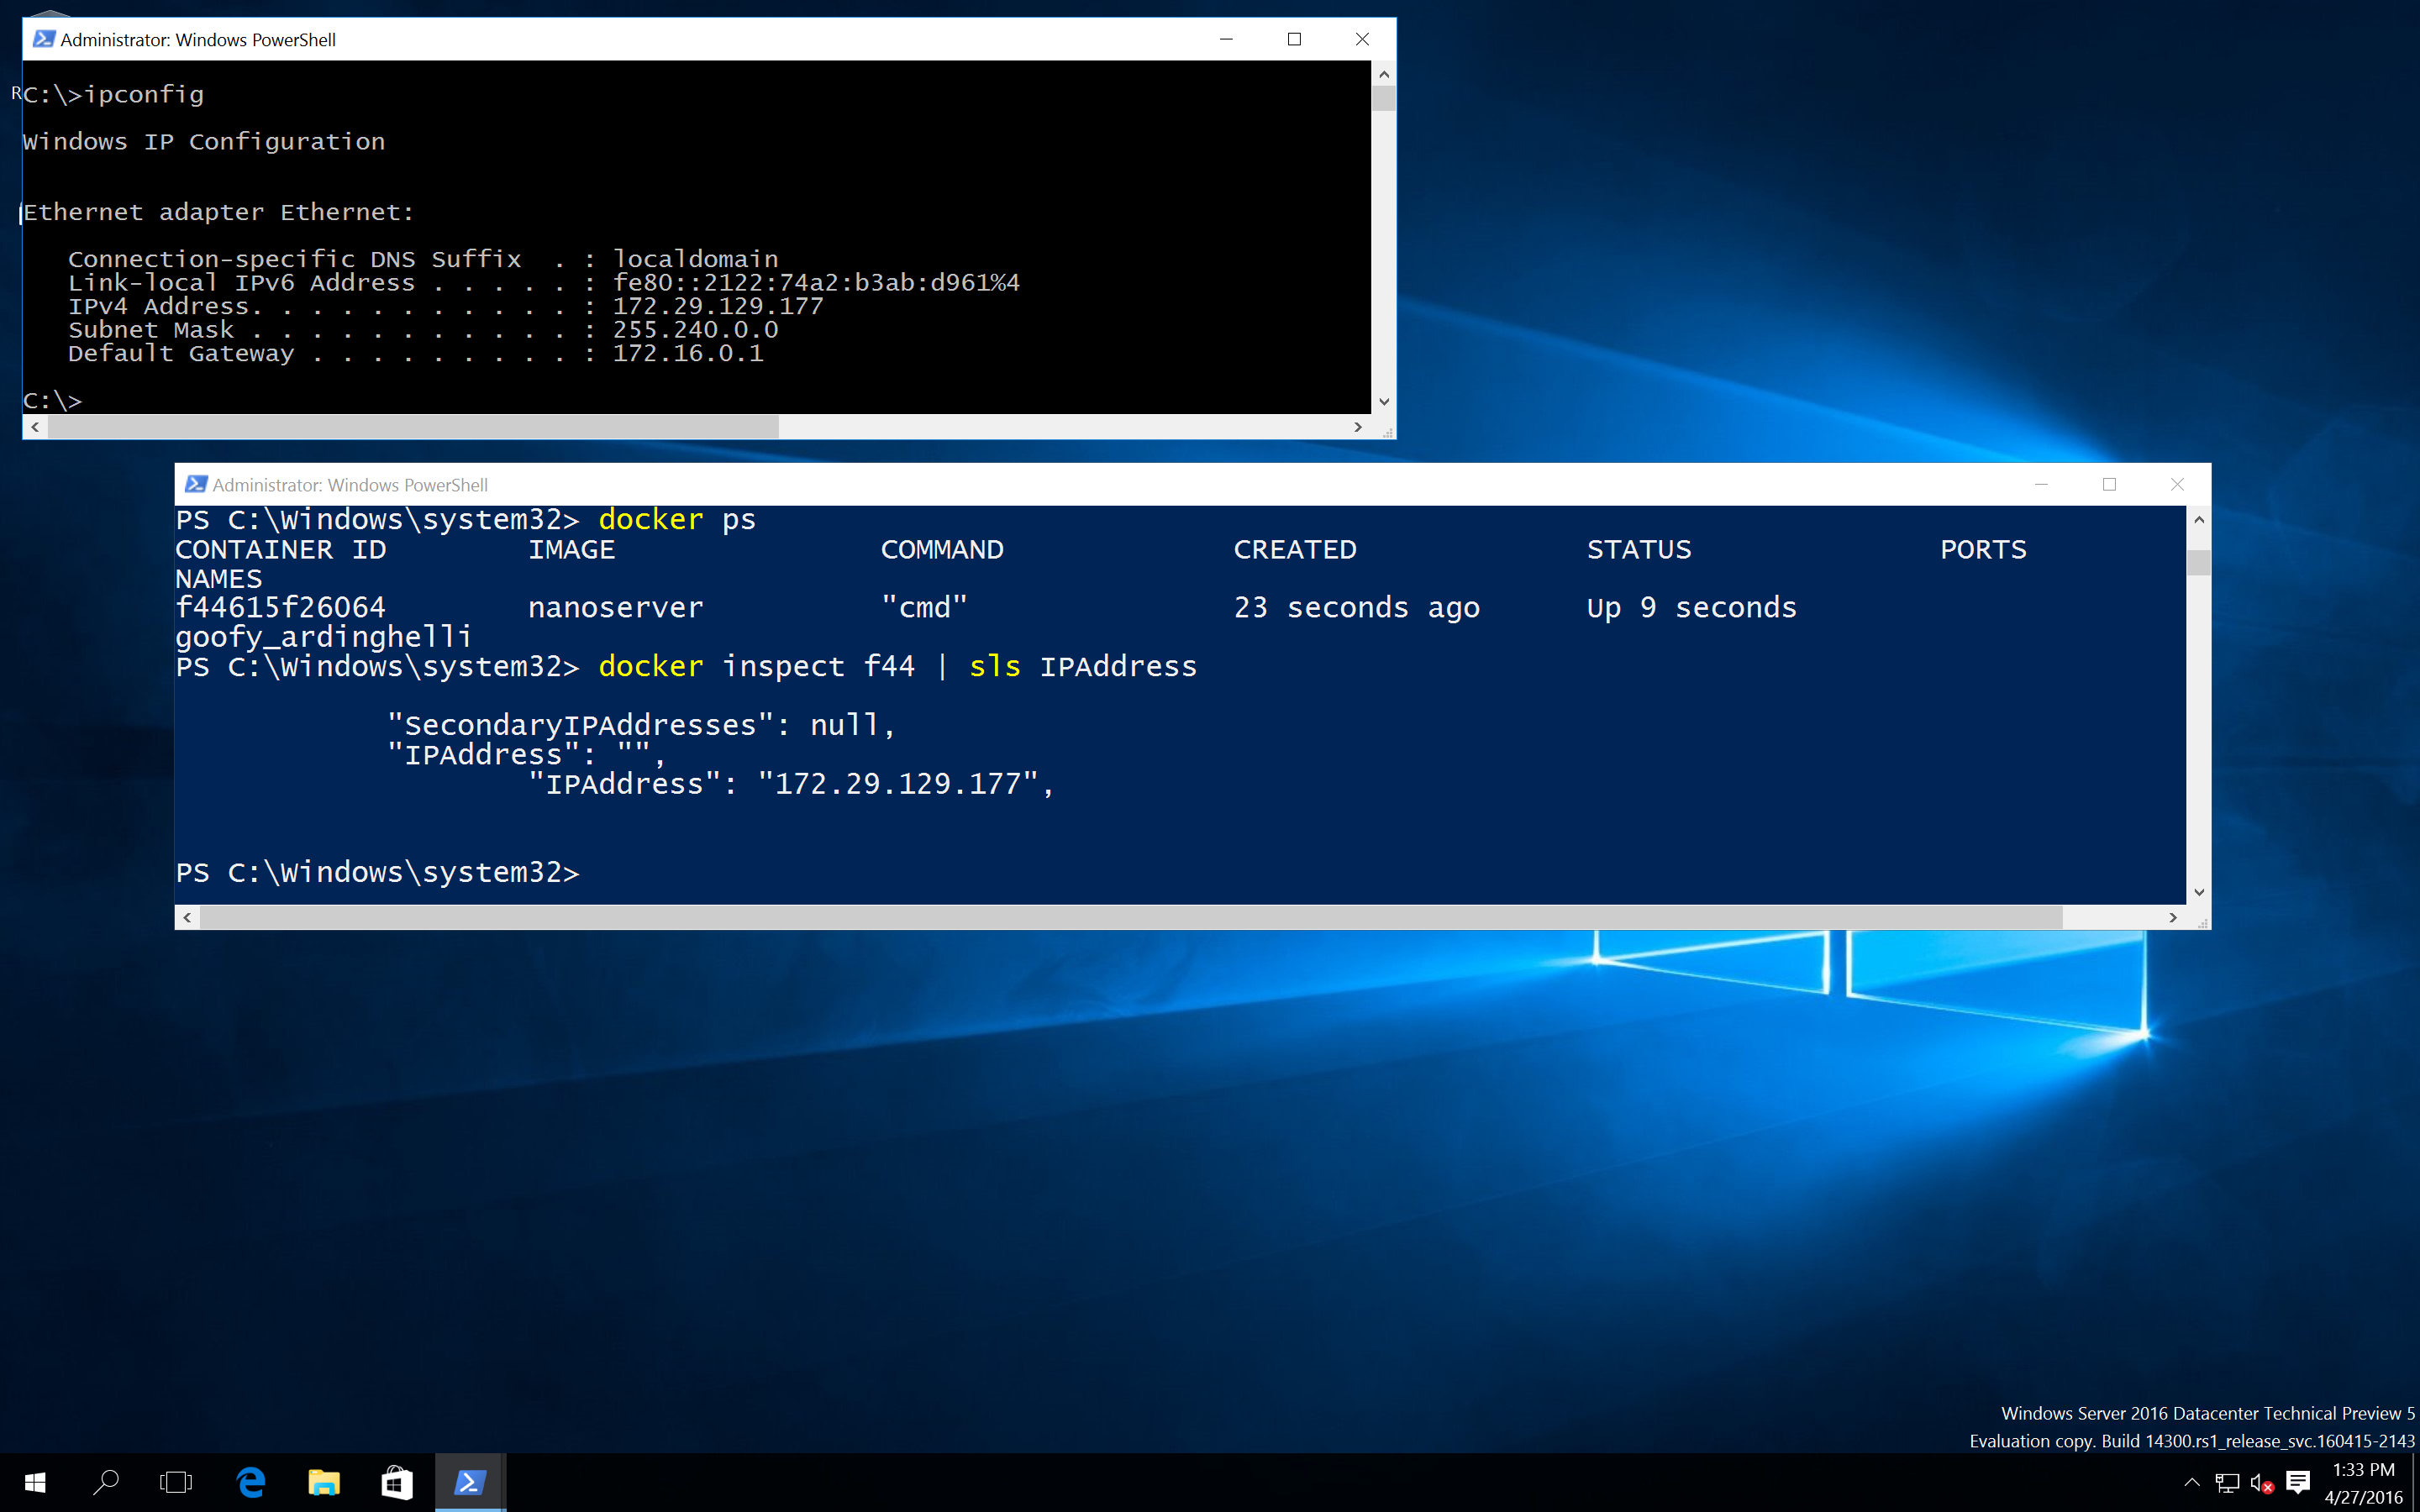 Administrator: Windows PowerShell
R
C:\>ipconfig
Windows IP Configuration
Ethernet adapter Ethernet:
Connection-specific DNS Suffix  . : localdomain
Link-local IPv6 Address . . . . . : fe80::2122:74a2:b3ab:d961%4
IPv4 Address. . . . . . . . . . . : 172.29.129.177
Subnet Mask . . . . . . . . . . . : 255.240.0.0
Default Gateway . . . . . . . . . : 172.16.0.1
C:\>
Administrator: Windows PowerShell
PS C:\Windows\system32> docker ps
CONTAINER ID        IMAGE               COMMAND             CREATED             STATUS              PORTS
NAMES
f44615f26064        nanoserver          "cmd"               23 seconds ago      Up 9 seconds
goofy_ardinghelli
PS C:\Windows\system32> docker inspect f44 | sls IPAddress
"SecondaryIPAddresses": null,
"IPAddress": "",
"IPAddress": "172.29.129.177",
PS C:\Windows\system32>
Windows Server 2016 Datacenter Technical Preview 5
Evaluation copy. Build 14300.rs1_release_svc.160415-2143
1:33 PM
4/27/2016